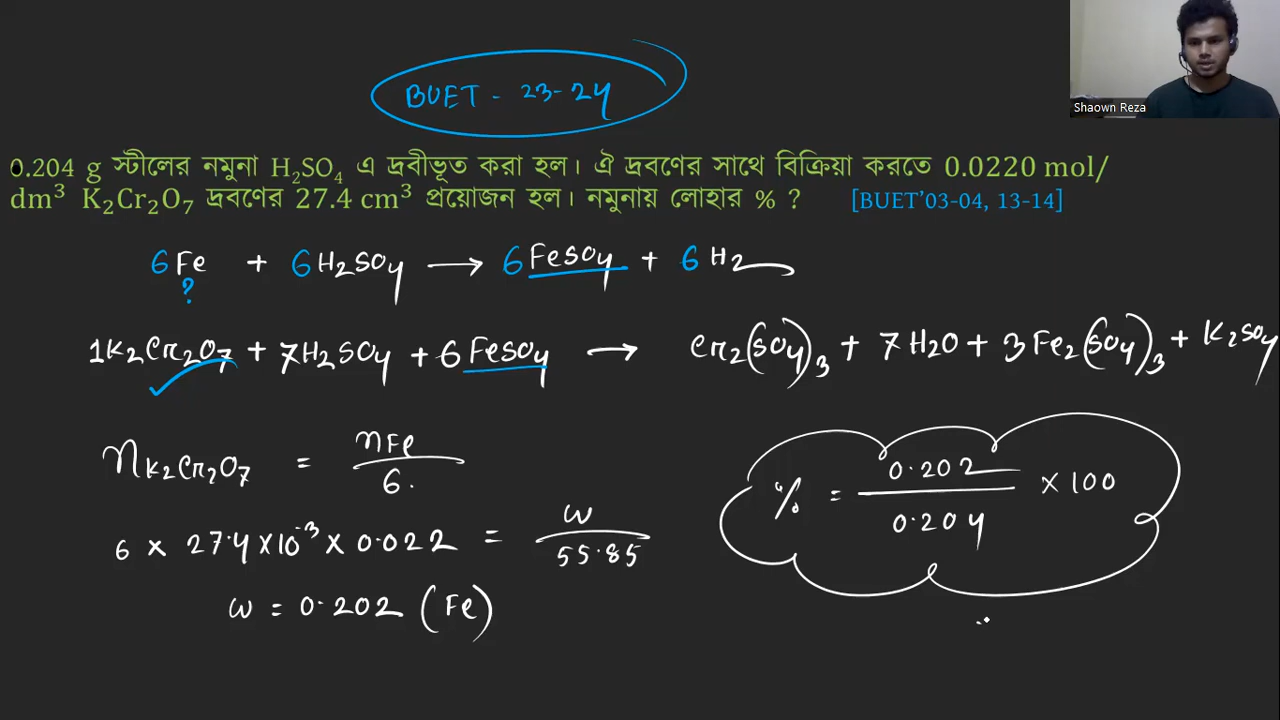 BUET - 23-24
Shaown Reza
0.204 g স্টীলের নমুনা H₂SO₄ এ দ্রবীভূত করা হল। ঐ দ্রবণের সাথে বিক্রিয়া করতে 0.0220 mol/
dm³ K₂Cr₂O₇ দ্রবণের 27.4 cm³ প্রয়োজন হল। নমুনায় লোহার % ? [BUET'03-04, 13-14]
6Fe + 6H₂SO₄ → 6FeSO₄ + 6H₂
?
1K₂Cr₂O₇ + 7H₂SO₄ + 6FeSO₄ → Cr₂(SO₄)₃ + 7H₂O + 3Fe₂(SO₄)₃ + K₂SO₄
nK₂Cr₂O₇ = nFe / 6.
% = 0.202 / 0.204 × 100
6 × 27.4 × 10⁻³ × 0.022 = W / 55.85
W = 0.202 (Fe)